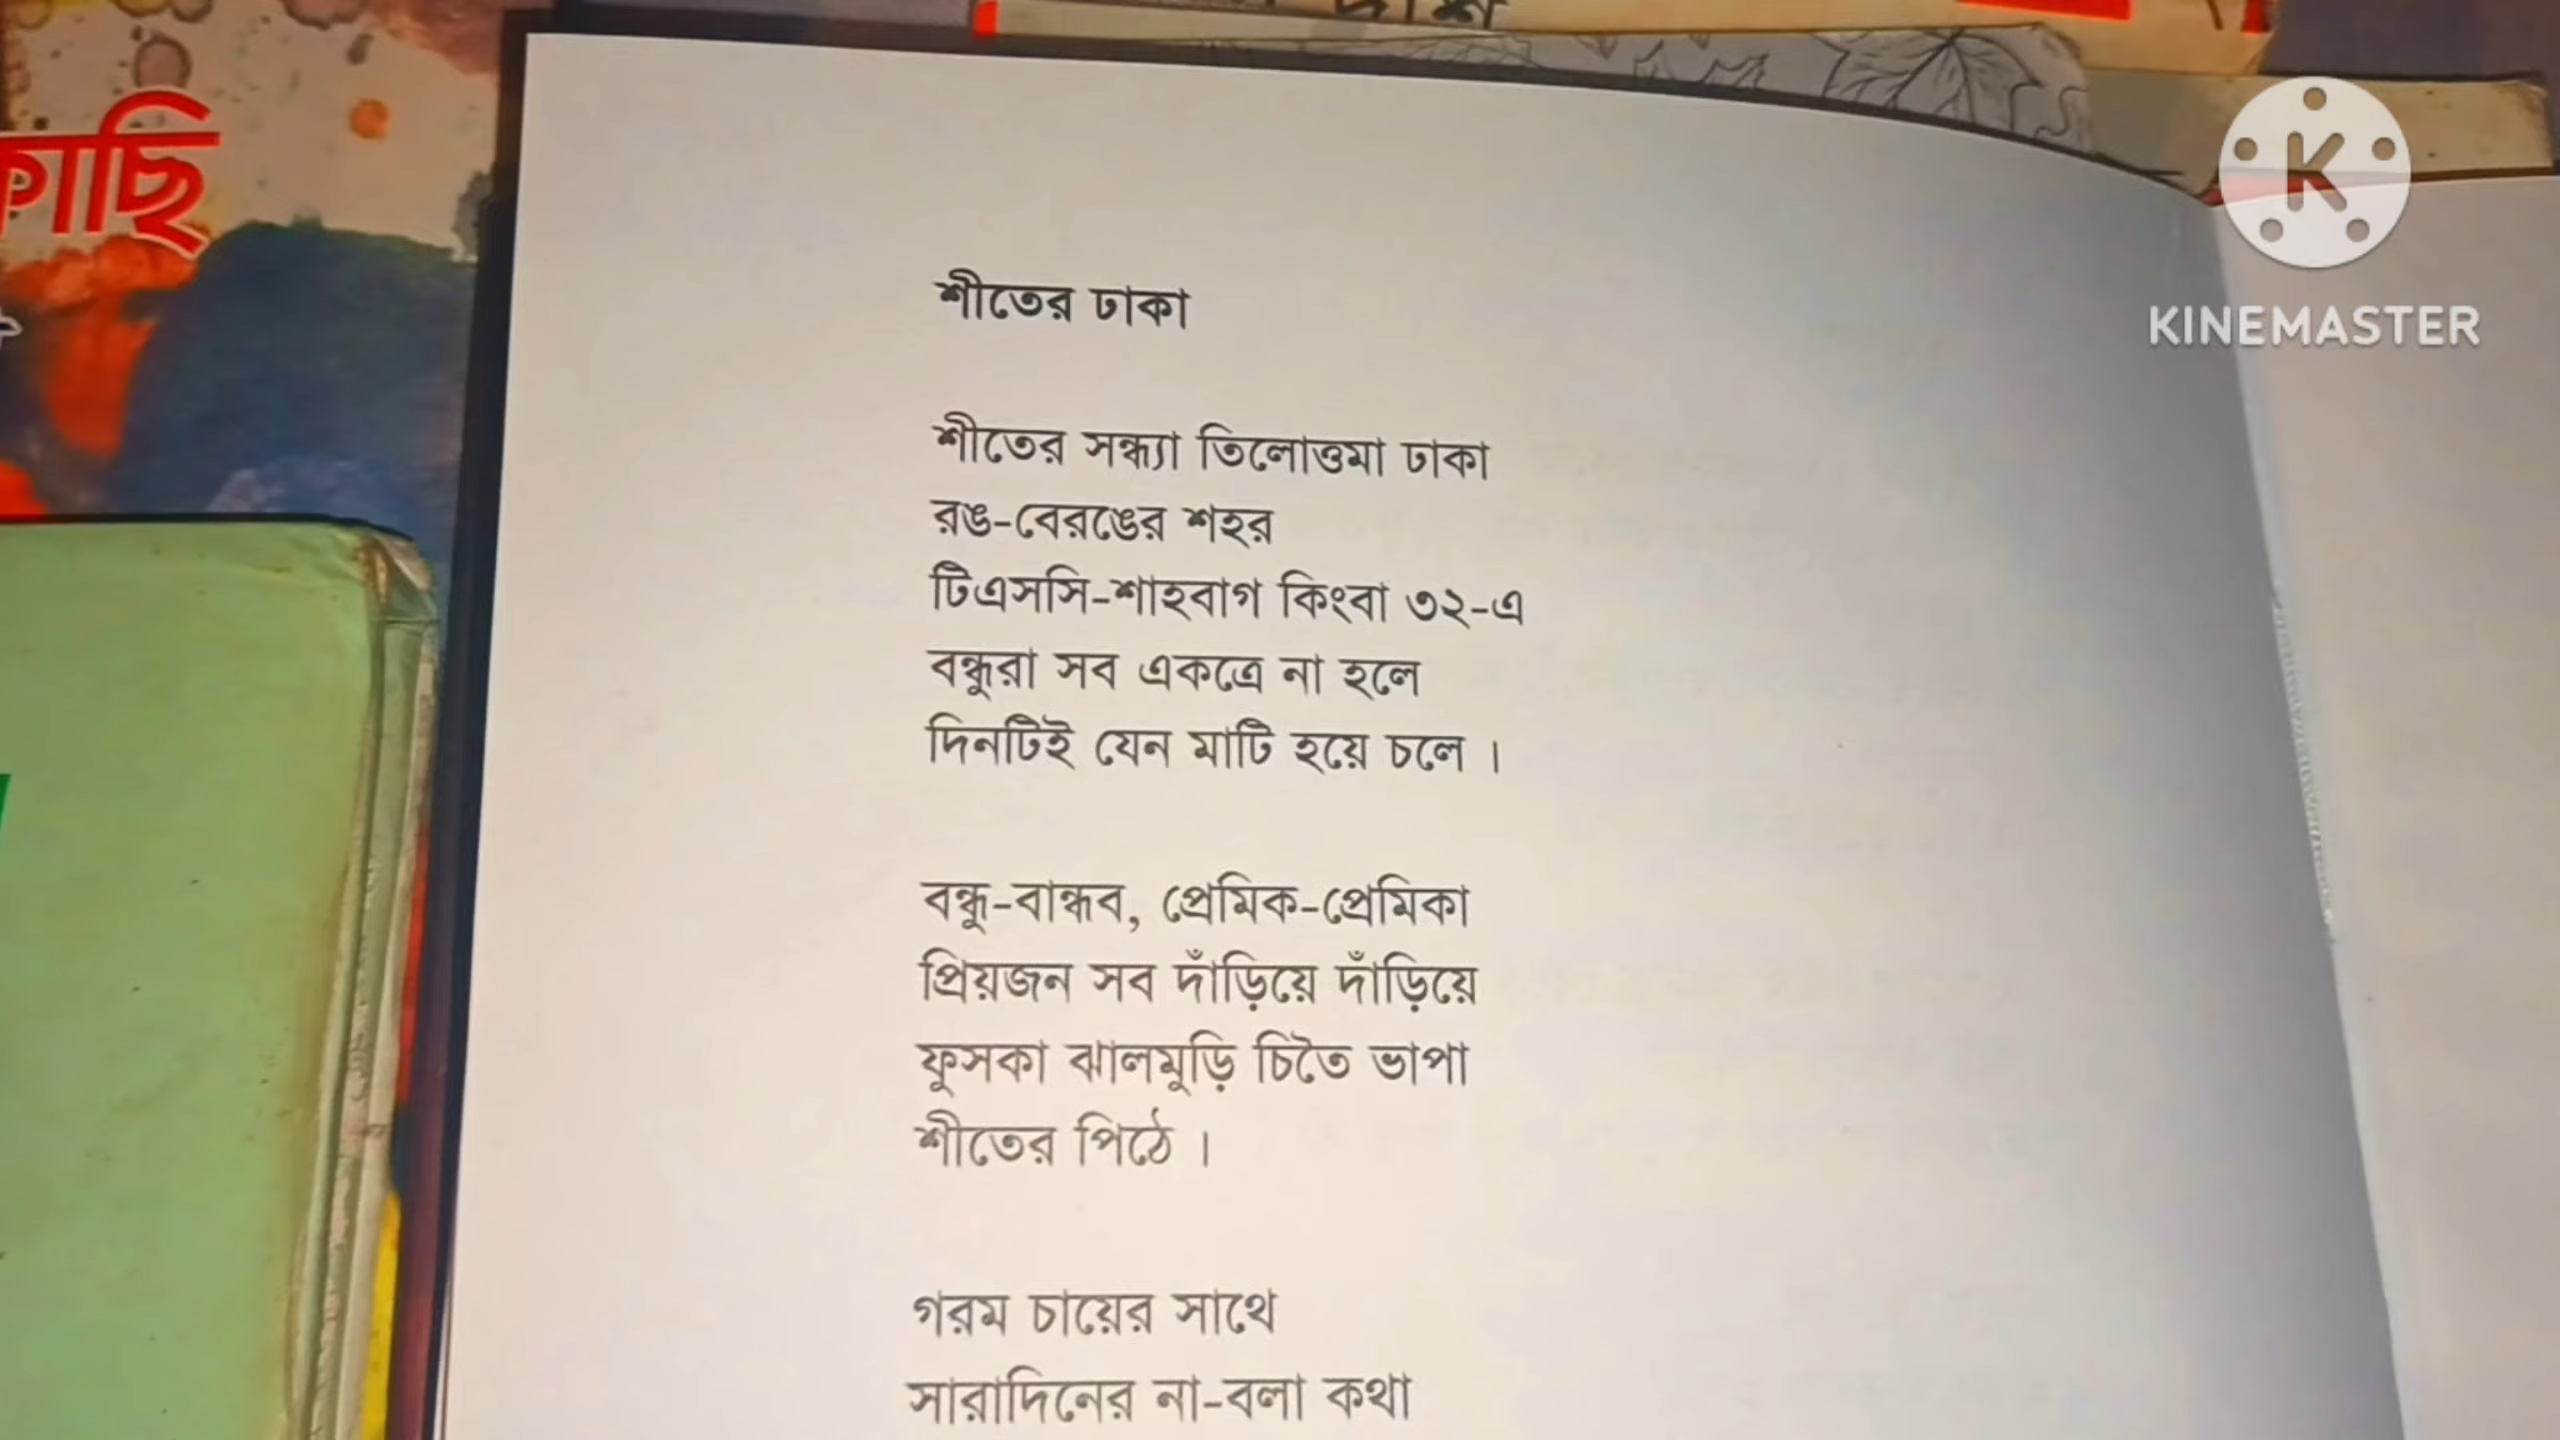 কাছি
দাশ
KINEMASTER
শীতের ঢাকা
শীতের সন্ধ্যা তিলোত্তমা ঢাকা
রঙ-বেরঙের শহর
টিএসসি-শাহবাগ কিংবা ৩২-এ
বন্ধুরা সব একত্রে না হলে
দিনটিই যেন মাটি হয়ে চলে ।
বন্ধু-বান্ধব, প্রেমিক-প্রেমিকা
প্রিয়জন সব দাঁড়িয়ে দাঁড়িয়ে
ফুসকা ঝালমুড়ি চিতৈ ভাপা
শীতের পিঠে ।
গরম চায়ের সাথে
সারাদিনের না-বলা কথা